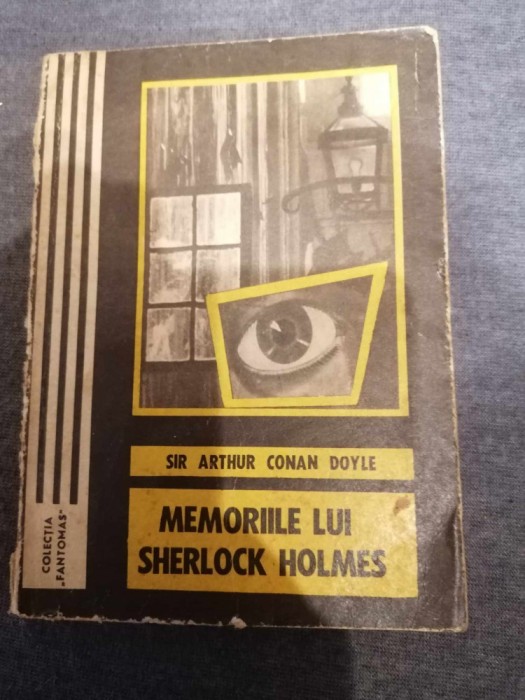 SIR ARTHUR CONAN DOYLE
MEMORIILE LUI
SHERLOCK HOLMES
COLECȚIA
„FANTOMAS”